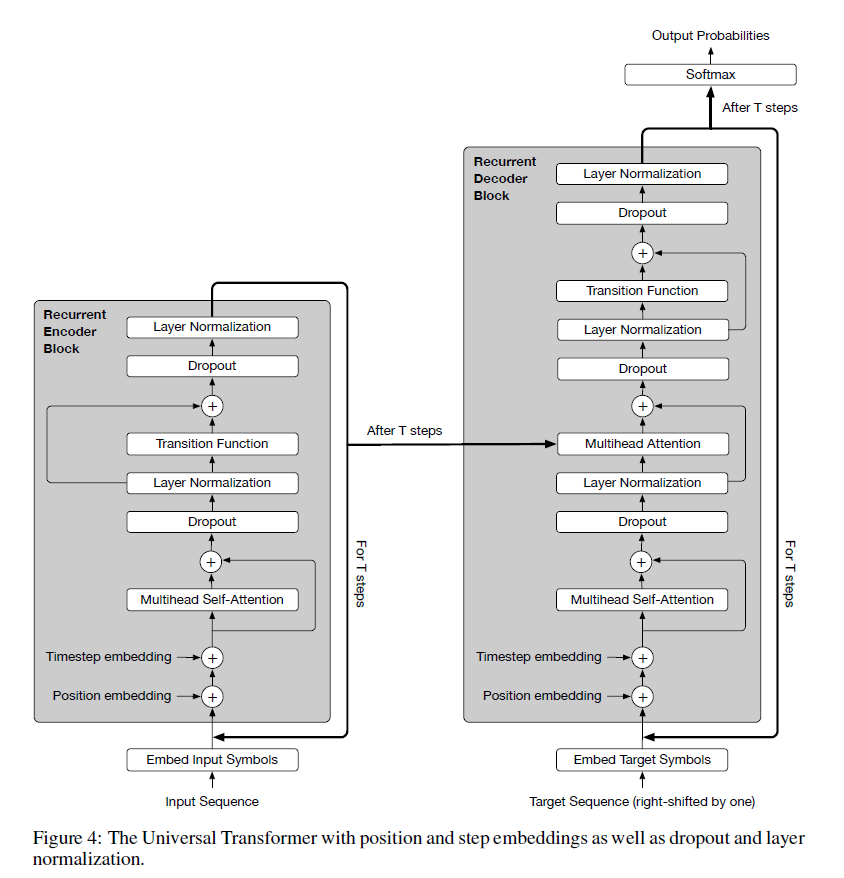 Output Probabilities
Softmax
After T steps
Recurrent
Decoder
Block
Layer Normalization
Dropout
+
Transition Function
Layer Normalization
Dropout
+
Multihead Attention
Layer Normalization
Dropout
+
Multihead Self-Attention
Timestep embedding
+
Position embedding
+
For T steps
Embed Target Symbols
Target Sequence (right-shifted by one)
Recurrent
Encoder
Block
Layer Normalization
Dropout
+
Transition Function
Layer Normalization
Dropout
+
Multihead Self-Attention
Timestep embedding
+
Position embedding
+
For T steps
After T steps
Embed Input Symbols
Input Sequence
Figure 4: The Universal Transformer with position and step embeddings as well as dropout and layer
normalization.